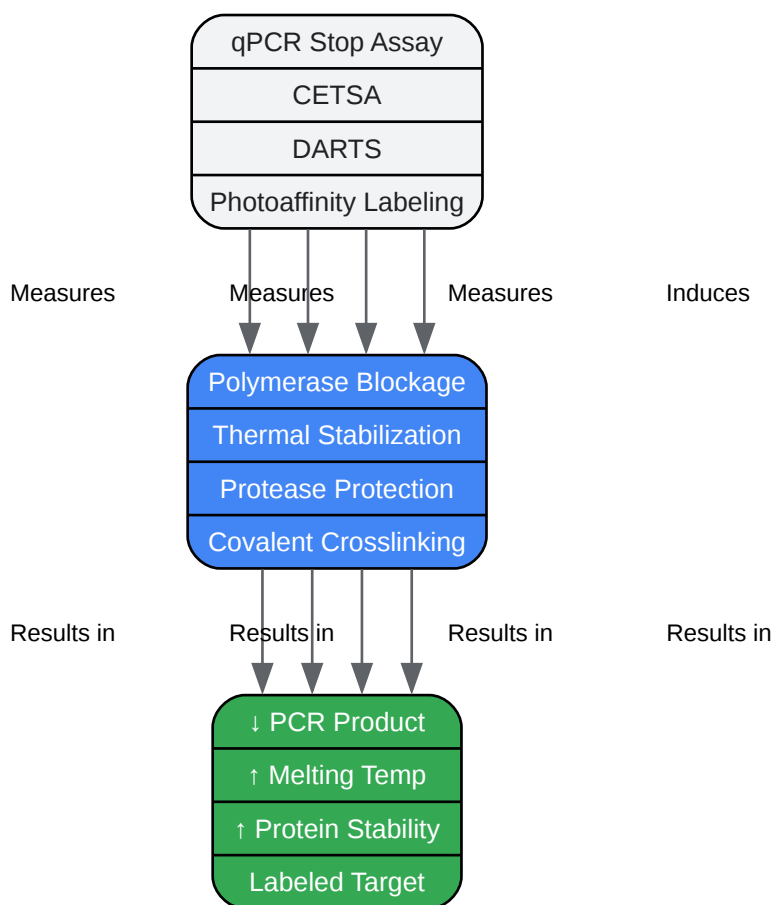 qPCR Stop Assay
CETSA
DARTS
Photoaffinity Labeling
Measures Measures Measures Induces
Polymerase Blockage
Thermal Stabilization
Protease Protection
Covalent Crosslinking
Results in Results in Results in Results in
↓ PCR Product
↑ Melting Temp
↑ Protein Stability
Labeled Target